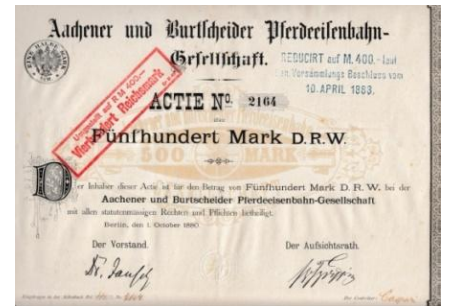 Aachener und Burtscheider Pferdeeisenbahn-
Gesellschaft.
REDUCIRT auf M. 400.- laut
Versammlungs Beschluss vom
10. APRIL 1883.
Umgestellt auf RM 400.-
Vierhundert Reichsmark
ACTIE No. 2164
über
Fünfhundert Mark D.R.W.
500 MARK
Der Inhaber dieser Actie ist für den Betrag von Fünfhundert Mark D. R. W. bei der
Aachener und Burtscheider Pferdeeisenbahn-Gesellschaft
mit allen statutenmässigen Rechten und Pflichten betheiligt.
Berlin, den 1. October 1880.
Der Vorstand.
Der Aufsichtsrath.